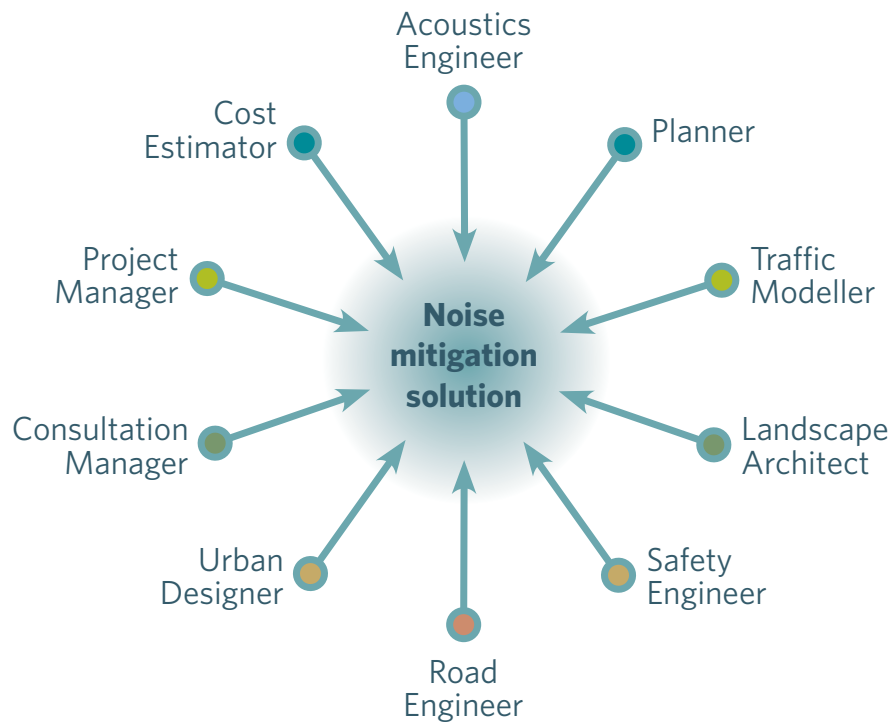 Acoustics
Engineer
Cost
Estimator
Planner
Project
Manager
Traffic
Modeller
Noise
mitigation
solution
Consultation
Manager
Landscape
Architect
Urban
Designer
Safety
Engineer
Road
Engineer